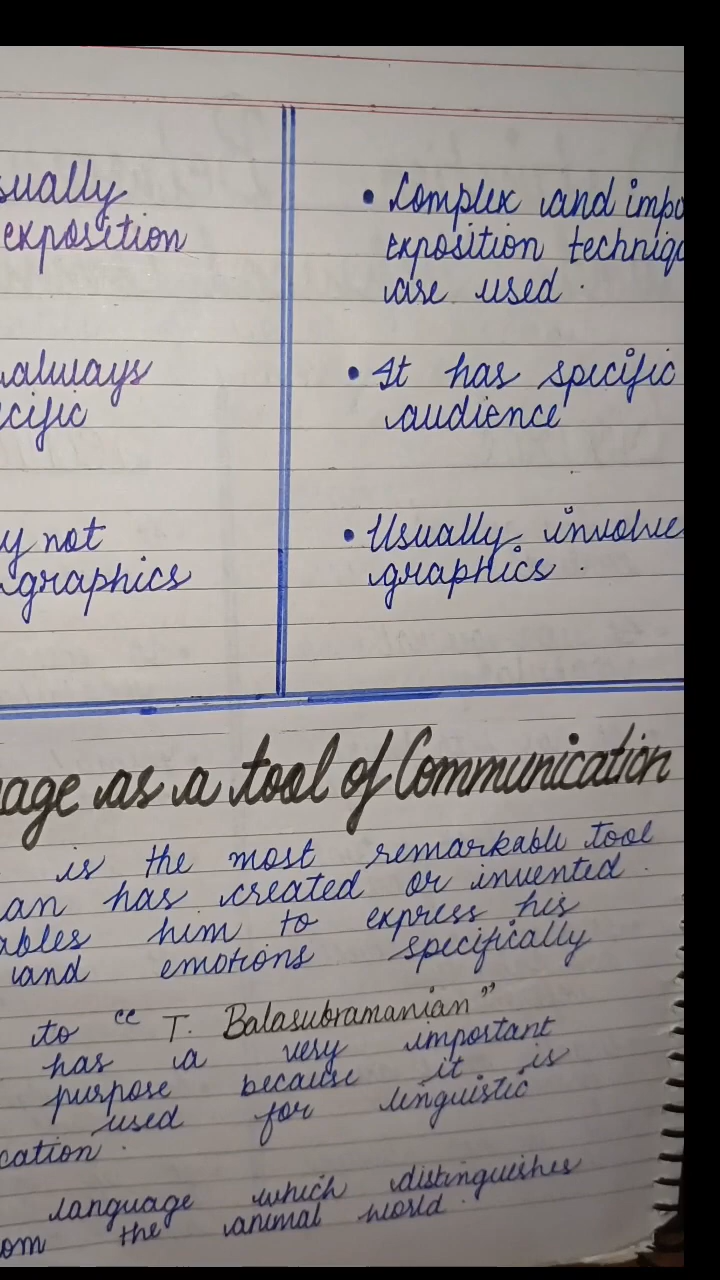 sually
exposition
always
cific
y not
graphics
• Complex and impo
exposition techniq
are used.
• It has specific
audience
• Usually involve
graphics.
age as a tool of Communication
is the most remarkable tool
an has created or invented.
ables him to express his
and emotions specifically
to "T. Balasubramanian"
has a very important
purpose because it is
used for linguistic
cation.
language which distinguishes
om the animal world.